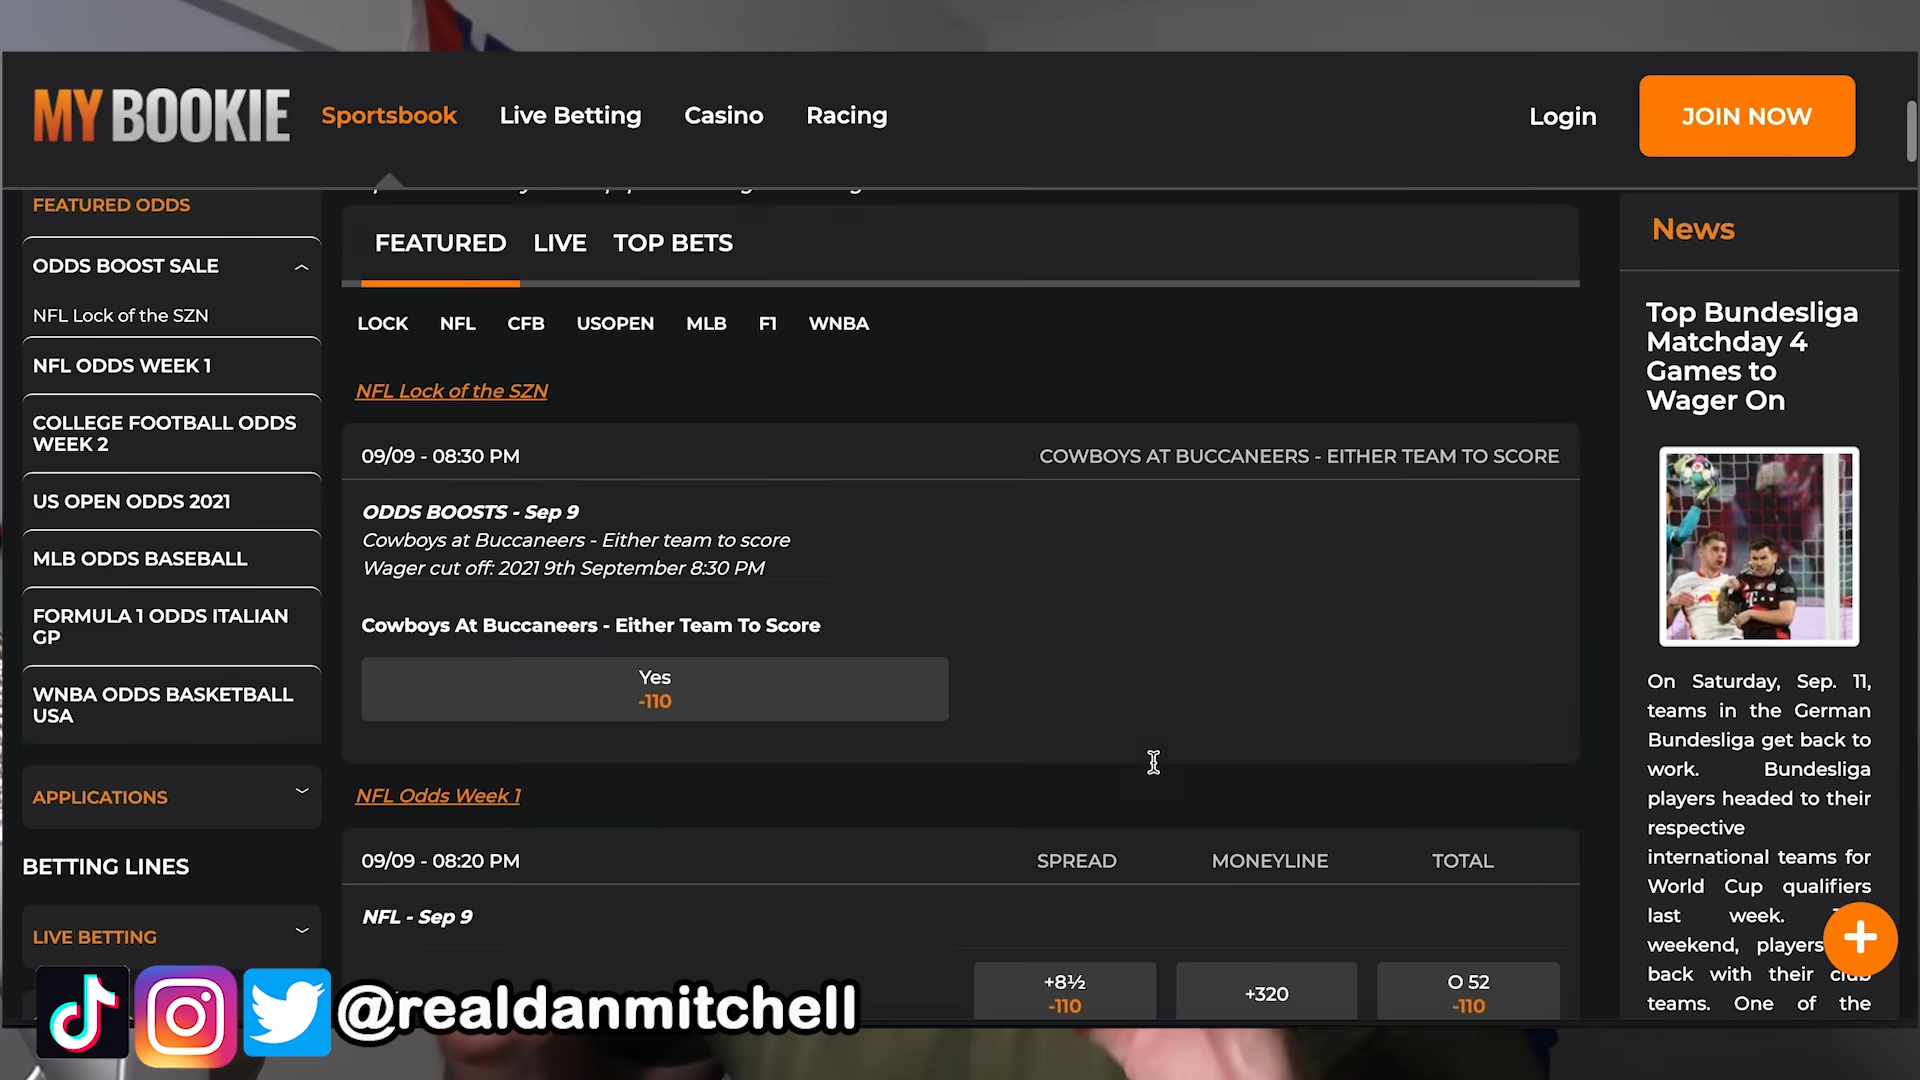 MY BOOKIE
Sportsbook
Live Betting
Casino
Racing
Login
JOIN NOW
FEATURED ODDS
ODDS BOOST SALE
NFL Lock of the SZN
NFL ODDS WEEK 1
COLLEGE FOOTBALL ODDS
WEEK 2
US OPEN ODDS 2021
MLB ODDS BASEBALL
FORMULA 1 ODDS ITALIAN
GP
WNBA ODDS BASKETBALL
USA
APPLICATIONS
BETTING LINES
LIVE BETTING
FEATURED LIVE TOP BETS
LOCK NFL CFB USOPEN MLB F1 WNBA
NFL Lock of the SZN
09/09 - 08:30 PM
COWBOYS AT BUCCANEERS - EITHER TEAM TO SCORE
ODDS BOOSTS - Sep 9
Cowboys at Buccaneers - Either team to score
Wager cut off: 2021 9th September 8:30 PM
Cowboys At Buccaneers - Either Team To Score
Yes
-110
NFL Odds Week 1
09/09 - 08:20 PM SPREAD MONEYLINE TOTAL
NFL - Sep 9
+8½
-110
+320
O 52
-110
News
Top Bundesliga
Matchday 4
Games to
Wager On
On Saturday, Sep. 11,
teams in the German
Bundesliga get back to
work. Bundesliga
players headed to their
respective
international teams for
World Cup qualifiers
last week.
weekend, players
back with their club
teams. One of the
@realdanmitchell